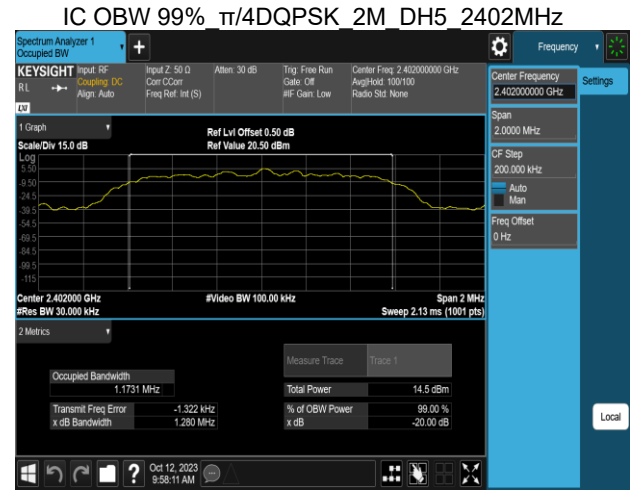 IC OBW 99%_π/4DQPSK_2M_DH5_2402MHz
Spectrum Analyzer 1
Occupied BW
+
Frequency
KEYSIGHT Input: RF Input Z: 50 Ω Atten: 30 dB Trig: Free Run Center Freq: 2.402000000 GHz
RL Coupling: DC Corr CCorr Gate: Off Avg|Hold: 100/100
Align: Auto Freq Ref: Int (S) #IF Gain: Low Radio Std: None
LXI
1 Graph
Ref Lvl Offset 0.50 dB
Scale/Div 15.0 dB Ref Value 20.50 dBm
Log
5.50
-9.50
-24.5
-39.5
-54.5
-69.5
-84.5
-99.5
-115
Center 2.402000 GHz #Video BW 100.00 kHz Span 2 MHz
#Res BW 30.000 kHz Sweep 2.13 ms (1001 pts)
2 Metrics
Measure Trace Trace 1
Occupied Bandwidth
1.1731 MHz Total Power 14.5 dBm
Transmit Freq Error -1.322 kHz % of OBW Power 99.00 %
x dB Bandwidth 1.280 MHz x dB -20.00 dB
Center Frequency
2.402000000 GHz
Settings
Span
2.0000 MHz
CF Step
200.000 kHz
Auto
Man
Freq Offset
0 Hz
Local
? Oct 12, 2023
9:58:11 AM